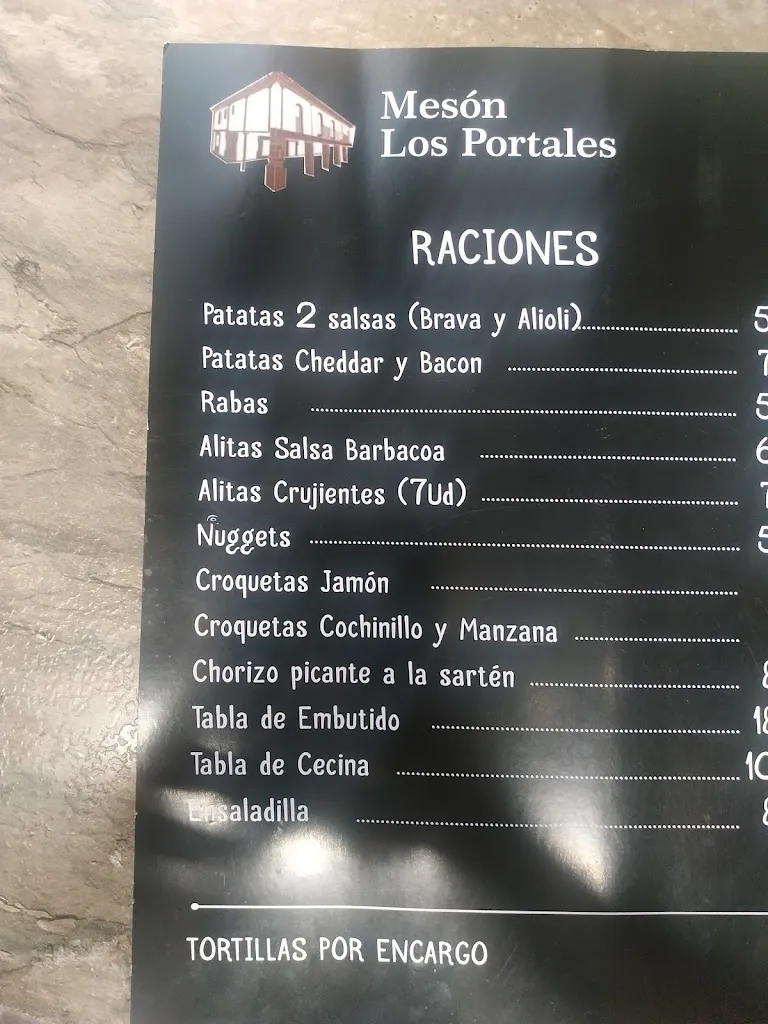 Mesón
Los Portales
RACIONES
Patatas 2 salsas (Brava y Alioli)
Patatas Cheddar y Bacon
Rabas
Alitas Salsa Barbacoa
Alitas Crujientes (7Ud)
Nuggets
Croquetas Jamón
Croquetas Cochinillo y Manzana
Chorizo picante a la sartén
Tabla de Embutido
Tabla de Cecina
Ensaladilla
TORTILLAS POR ENCARGO